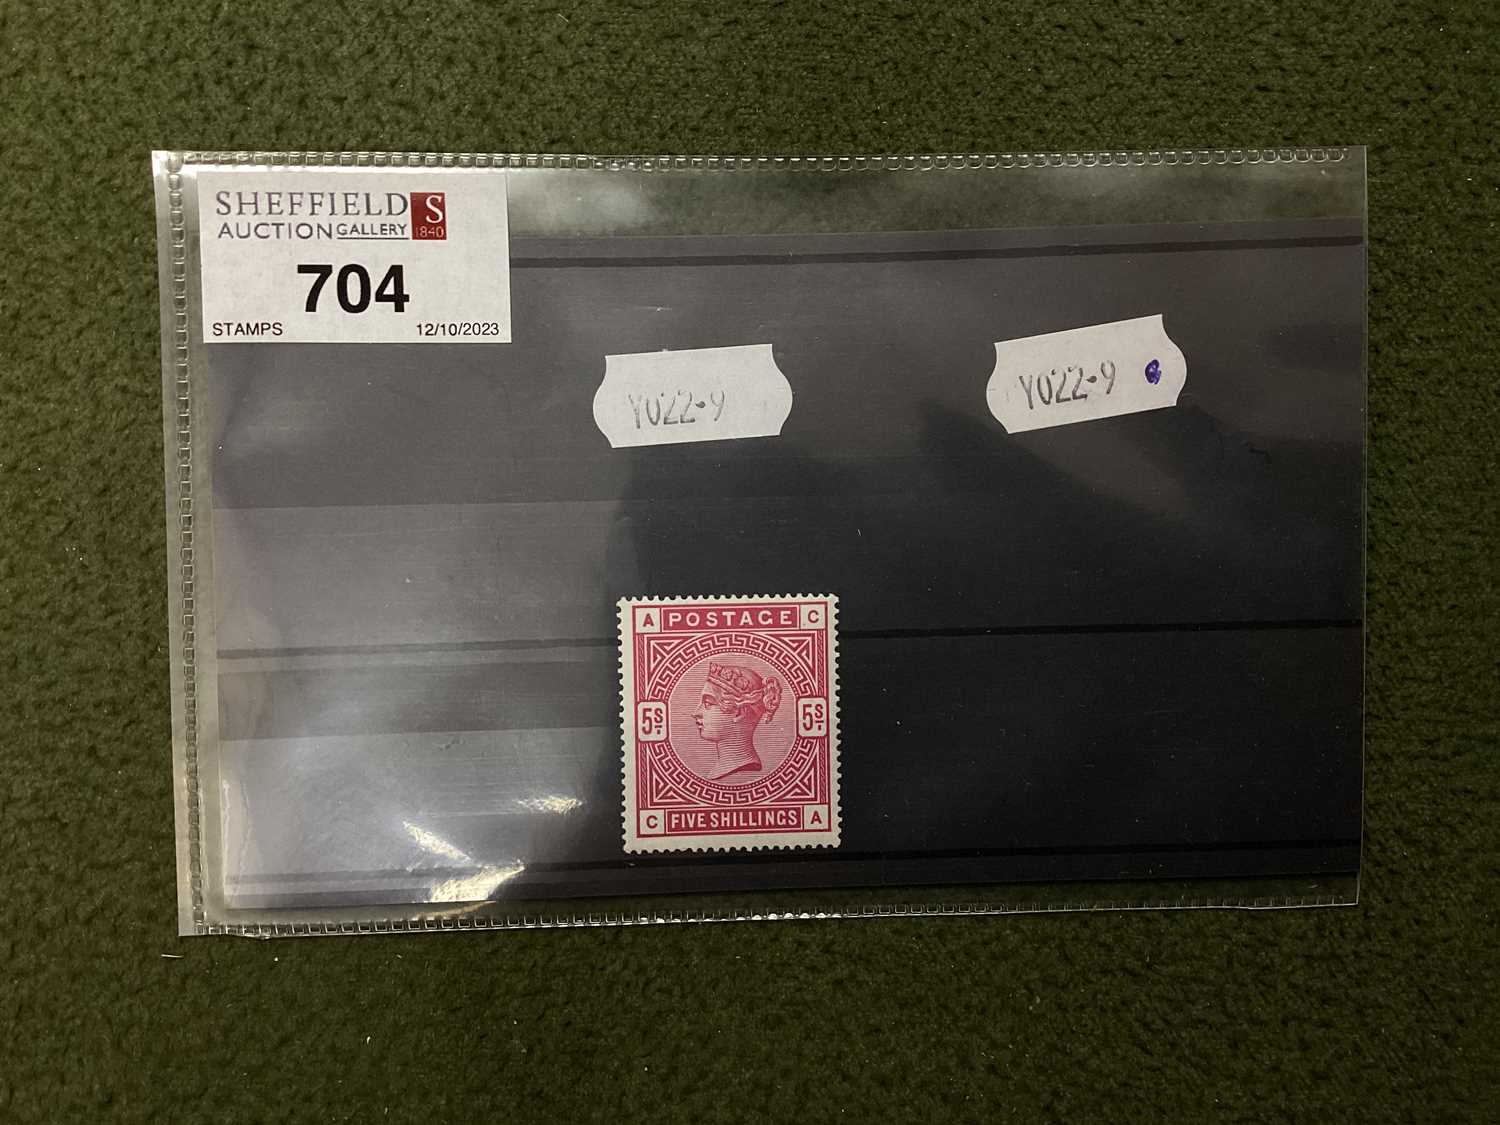 SHEFFIELD S
AUCTION GALLERY 1840
704
STAMPS 12/10/2023
Y022·9
Y022·9
A POSTAGE C
5S. 5S.
C FIVE SHILLINGS A